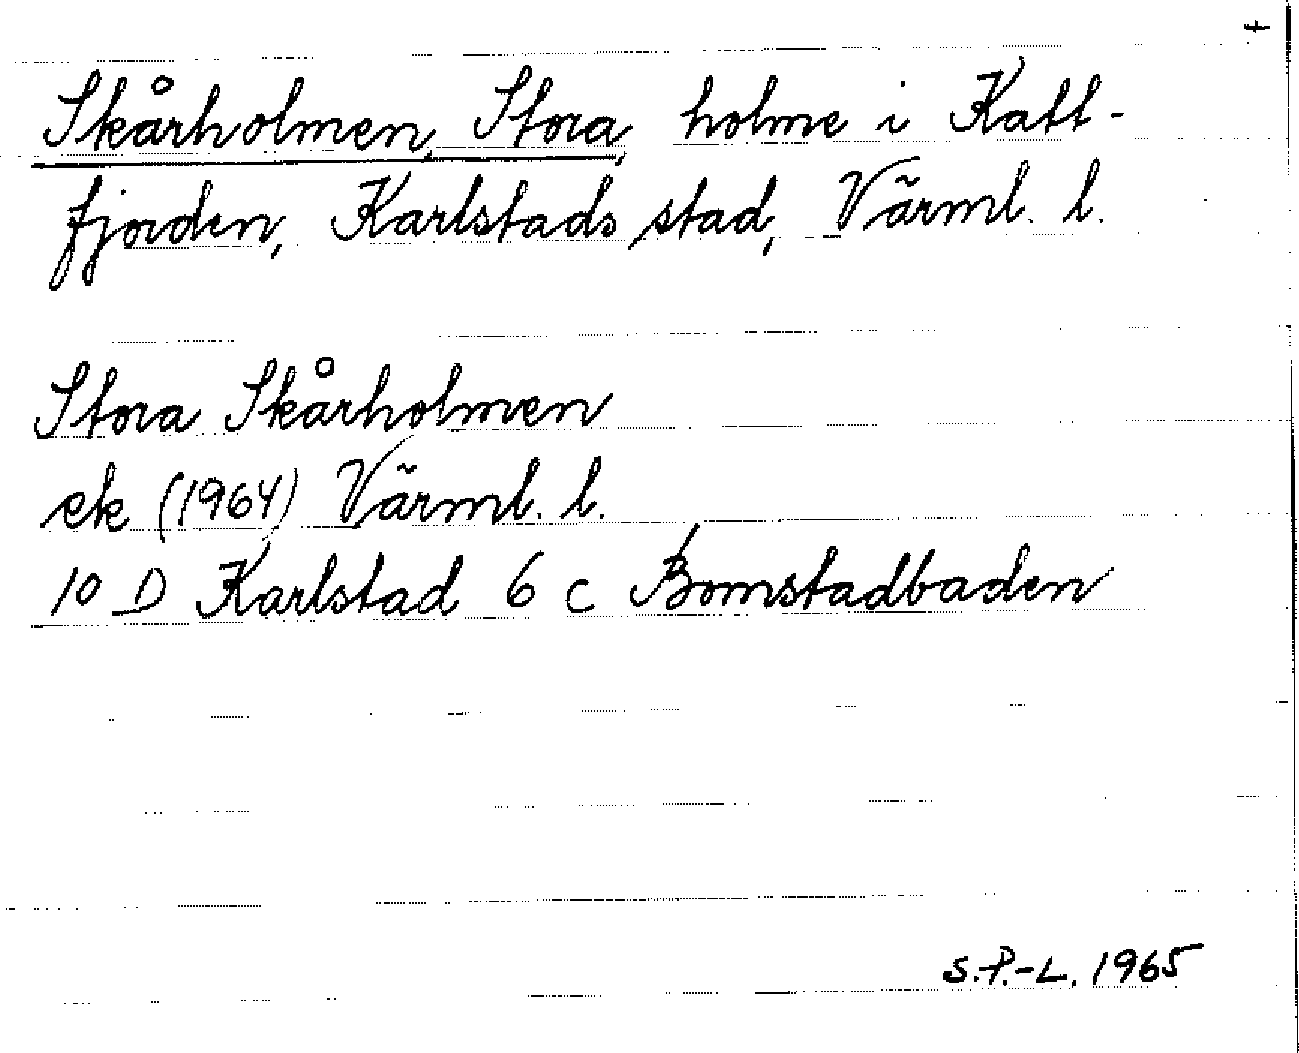 Skårholmen, Stora, holme i Katt-
fjorden, Karlstads stad, Värml. l.
Stora Skårholmen
ek (1964) Värml. l.
10 D Karlstad 6 c Bomstadbaden
S.P.-L. 1965